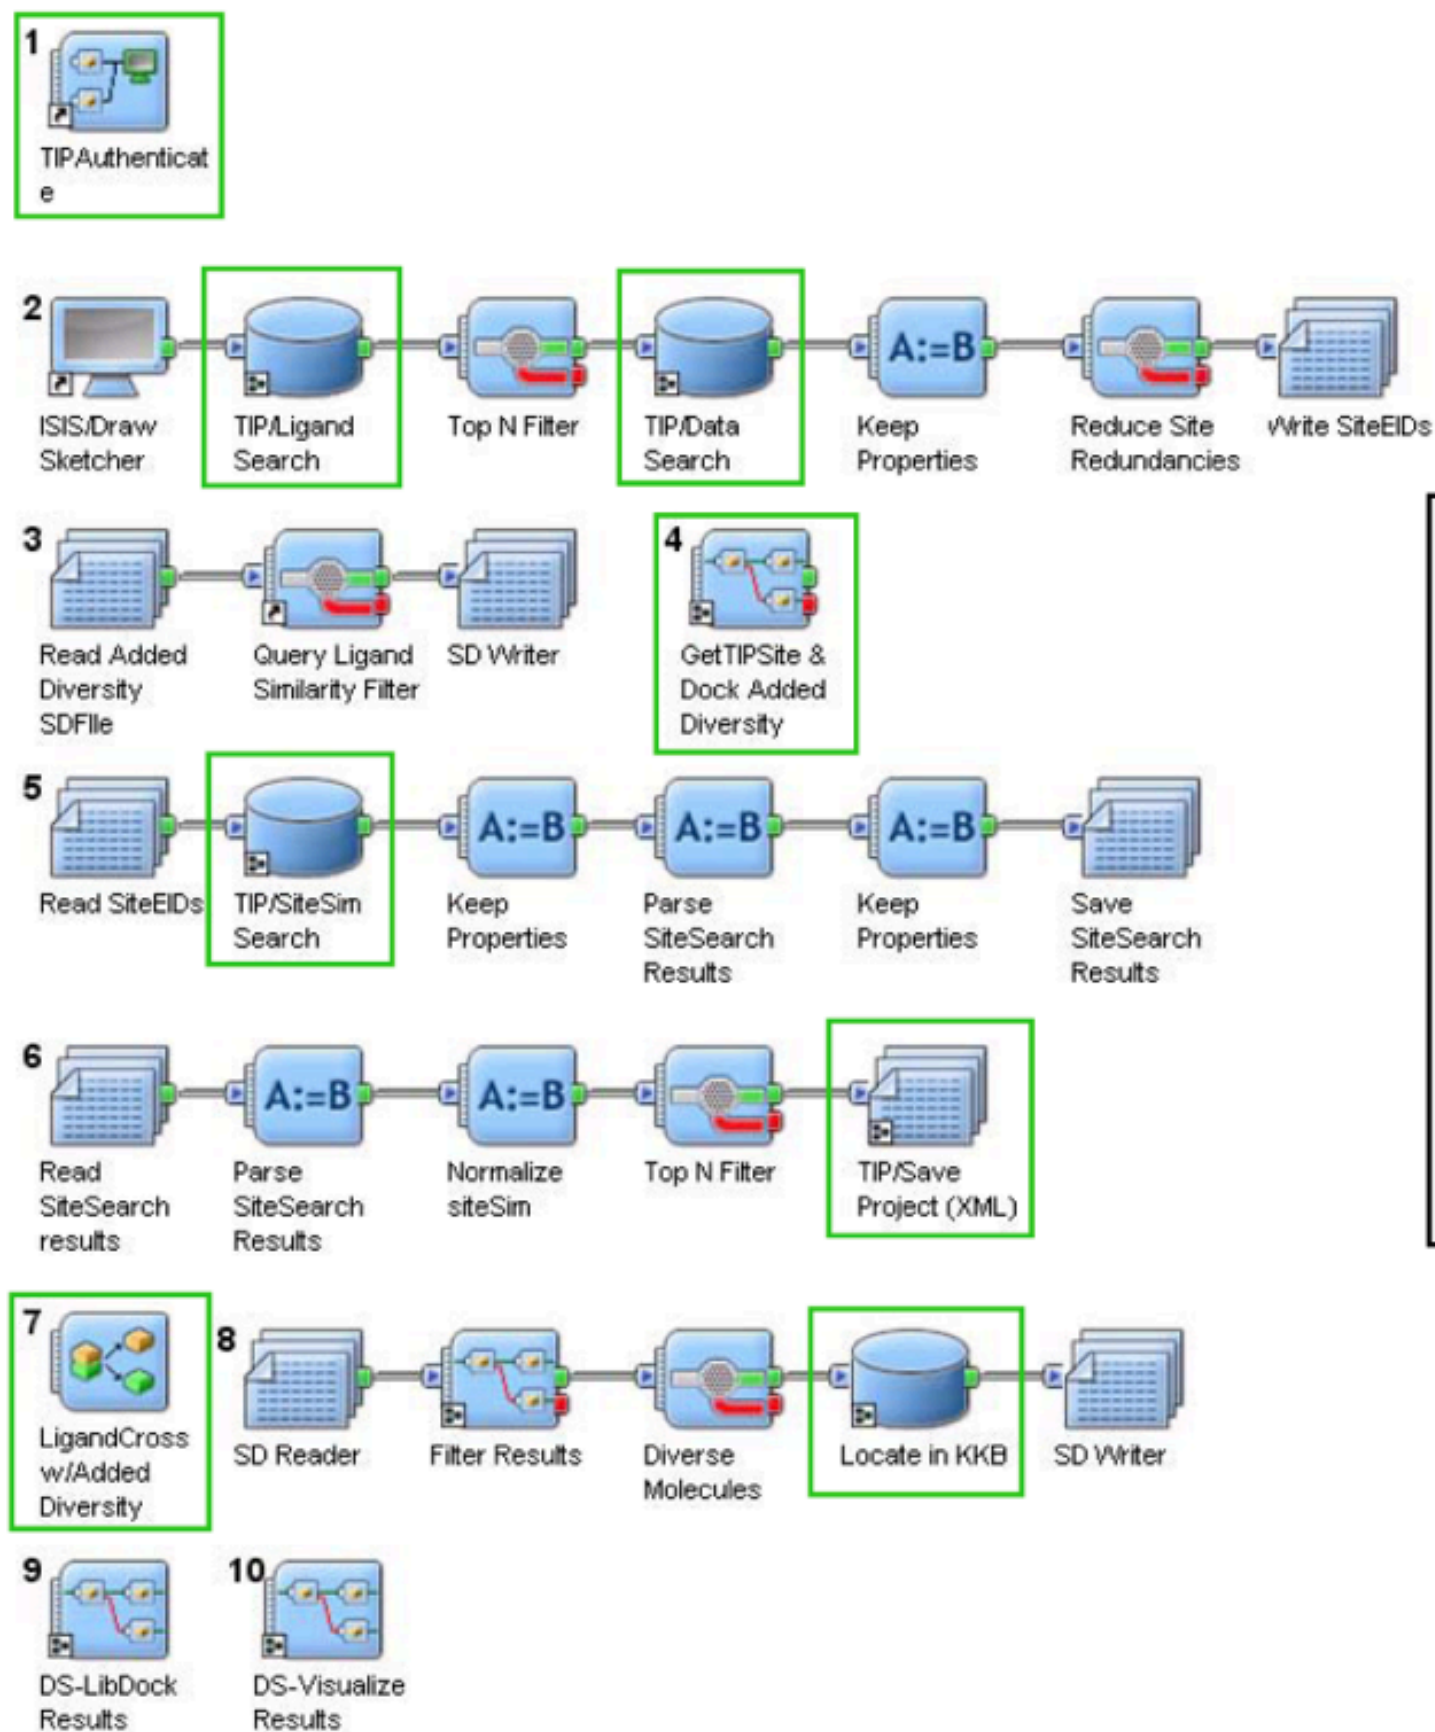 1
TIPAuthenticat
e
2
ISIS/Draw
Sketcher
TIP/Ligand
Search
Top N Filter
TIP/Data
Search
A:=B
Keep
Properties
Reduce Site
Redundancies
Write SiteEIDs
3
Read Added
Diversity
SDFIle
Query Ligand
Similarity Filter
SD Writer
4
GetTIPSite &
Dock Added
Diversity
5
Read SiteEIDs
TIP/SiteSim
Search
A:=B
Keep
Properties
A:=B
Parse
SiteSearch
Results
A:=B
Keep
Properties
Save
SiteSearch
Results
6
Read
SiteSearch
results
A:=B
Parse
SiteSearch
Results
A:=B
Normalize
siteSim
Top N Filter
TIP/Save
Project (XML)
7
LigandCross
w/Added
Diversity
8
SD Reader
Filter Results
Diverse
Molecules
Locate in KKB
SD Writer
9
DS-LibDock
Results
10
DS-Visualize
Results